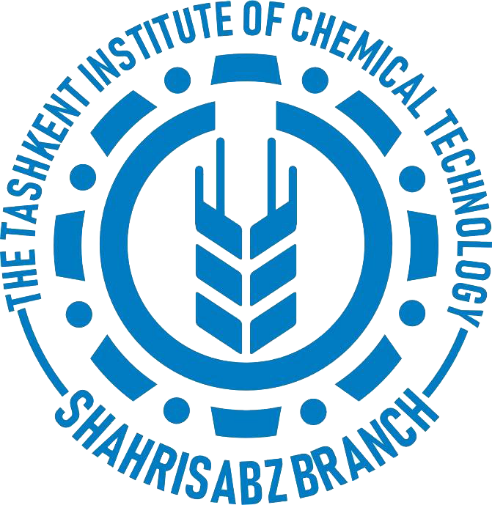 THE TASHKENT INSTITUTE OF CHEMICAL TECHNOLOGY
SHAHRISABZ BRANCH